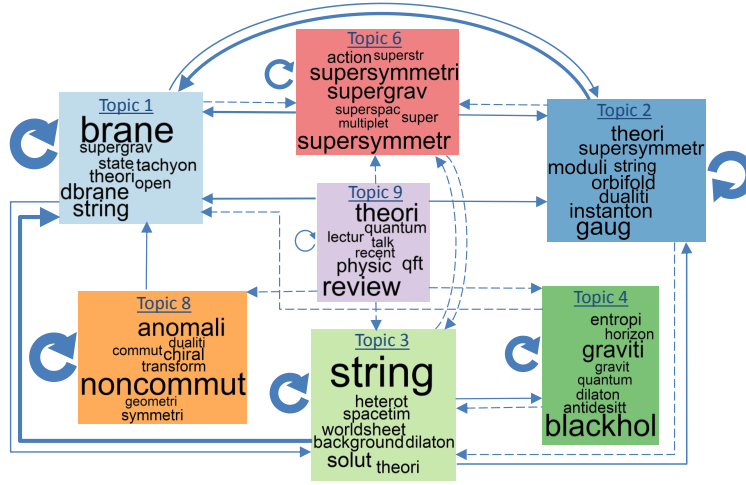 Topic 6
action superstr
supersymmetri
supergrav
superspac
multiplet super
supersymmetr
Topic 1
brane
supergrav
state tachyon
theori open
dbrane
string
Topic 2
theori
supersymmetr
moduli string
orbifold
dualiti
instanton
gaug
Topic 9
theori
quantum
lectur talk
recent
physic qft
review
Topic 8
anomali
dualiti
commut chiral
transform
noncommut
geometri
symmetri
Topic 4
entropi
horizon
graviti
gravit
quantum
dilaton
antidesitt
blackhol
Topic 3
string
heterot
spacetim
worldsheet
background dilaton
solut theori